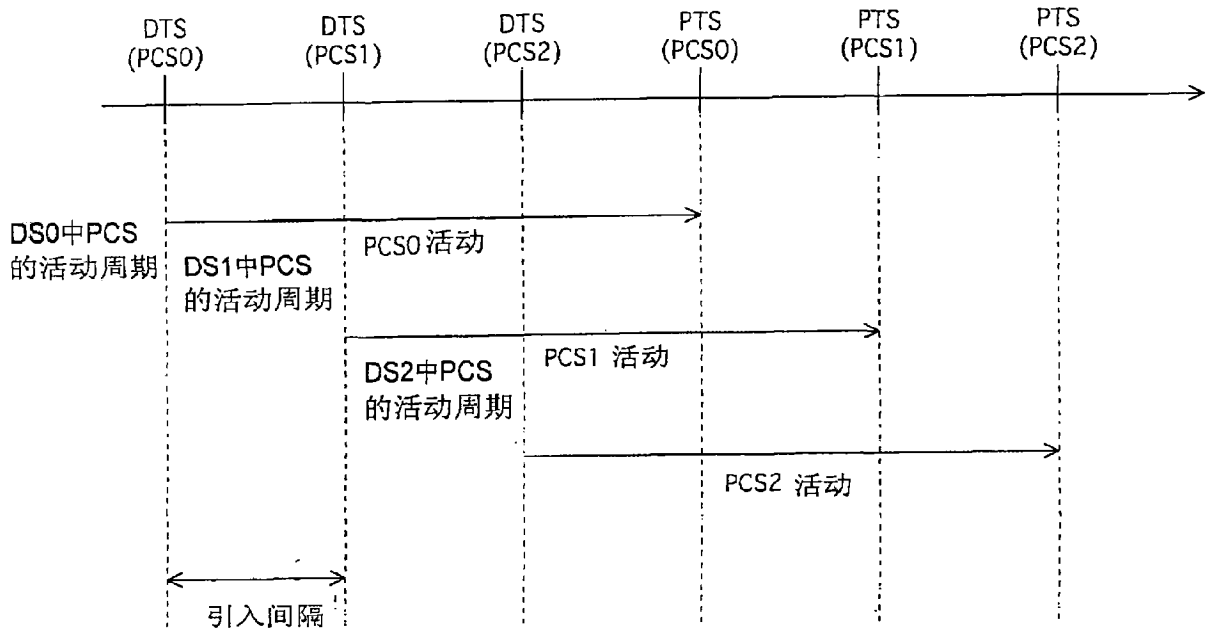 DTS
(PCS0)
DTS
(PCS1)
DTS
(PCS2)
PTS
(PCS0)
PTS
(PCS1)
PTS
(PCS2)
DS0中PCS
的活动周期
PCS0 活动
DS1中PCS
的活动周期
PCS1 活动
DS2中PCS
的活动周期
PCS2 活动
引入间隔